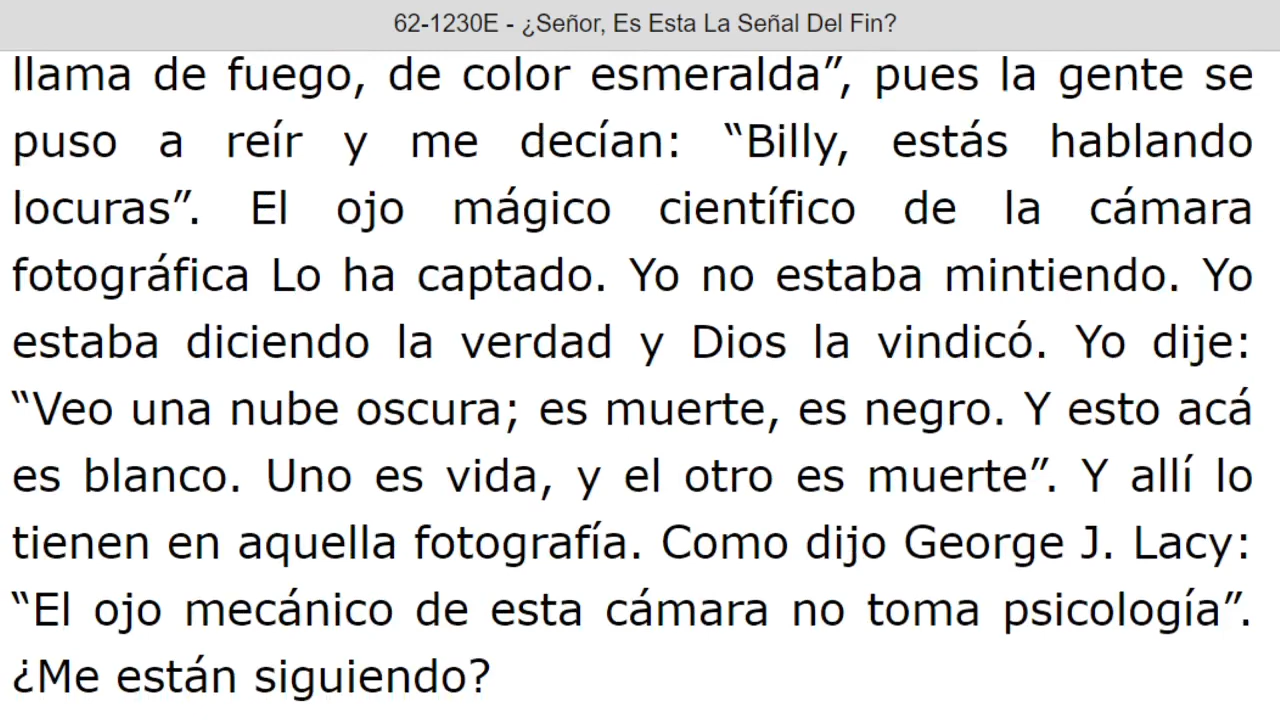 62-1230E - ¿Señor, Es Esta La Señal Del Fin?
llama de fuego, de color esmeralda”, pues la gente se
puso a reír y me decían: “Billy, estás hablando
locuras”. El ojo mágico científico de la cámara
fotográfica Lo ha captado. Yo no estaba mintiendo. Yo
estaba diciendo la verdad y Dios la vindicó. Yo dije:
“Veo una nube oscura; es muerte, es negro. Y esto acá
es blanco. Uno es vida, y el otro es muerte”. Y allí lo
tienen en aquella fotografía. Como dijo George J. Lacy:
“El ojo mecánico de esta cámara no toma psicología”.
¿Me están siguiendo?